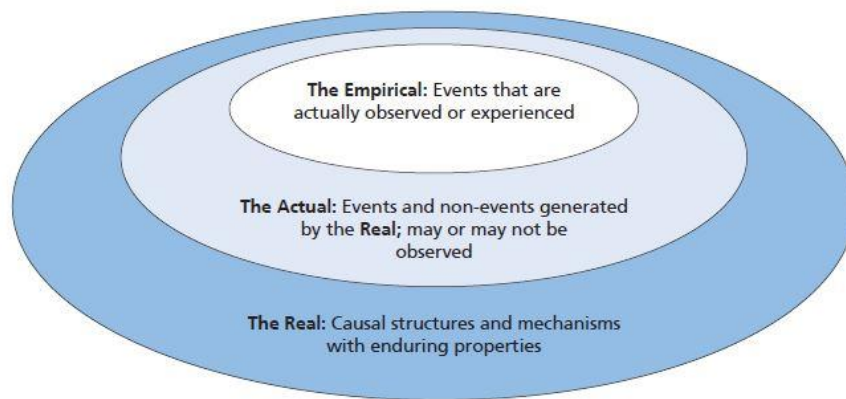 The Empirical: Events that are
actually observed or experienced
The Actual: Events and non-events generated
by the Real; may or may not be
observed
The Real: Causal structures and mechanisms
with enduring properties